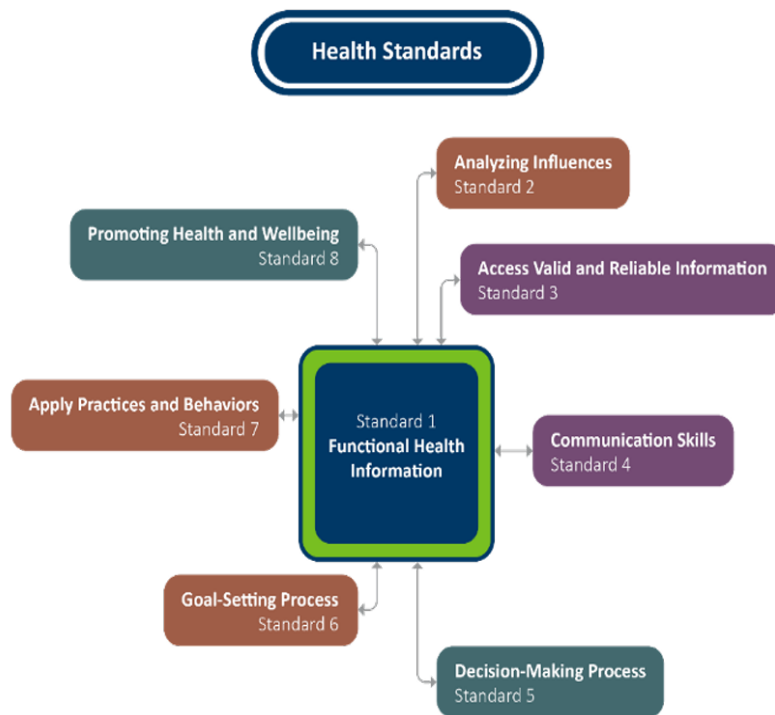 Health Standards
Analyzing Influences
Standard 2
Promoting Health and Wellbeing
Standard 8
Access Valid and Reliable Information
Standard 3
Apply Practices and Behaviors
Standard 7
Standard 1
Functional Health
Information
Communication Skills
Standard 4
Goal-Setting Process
Standard 6
Decision-Making Process
Standard 5